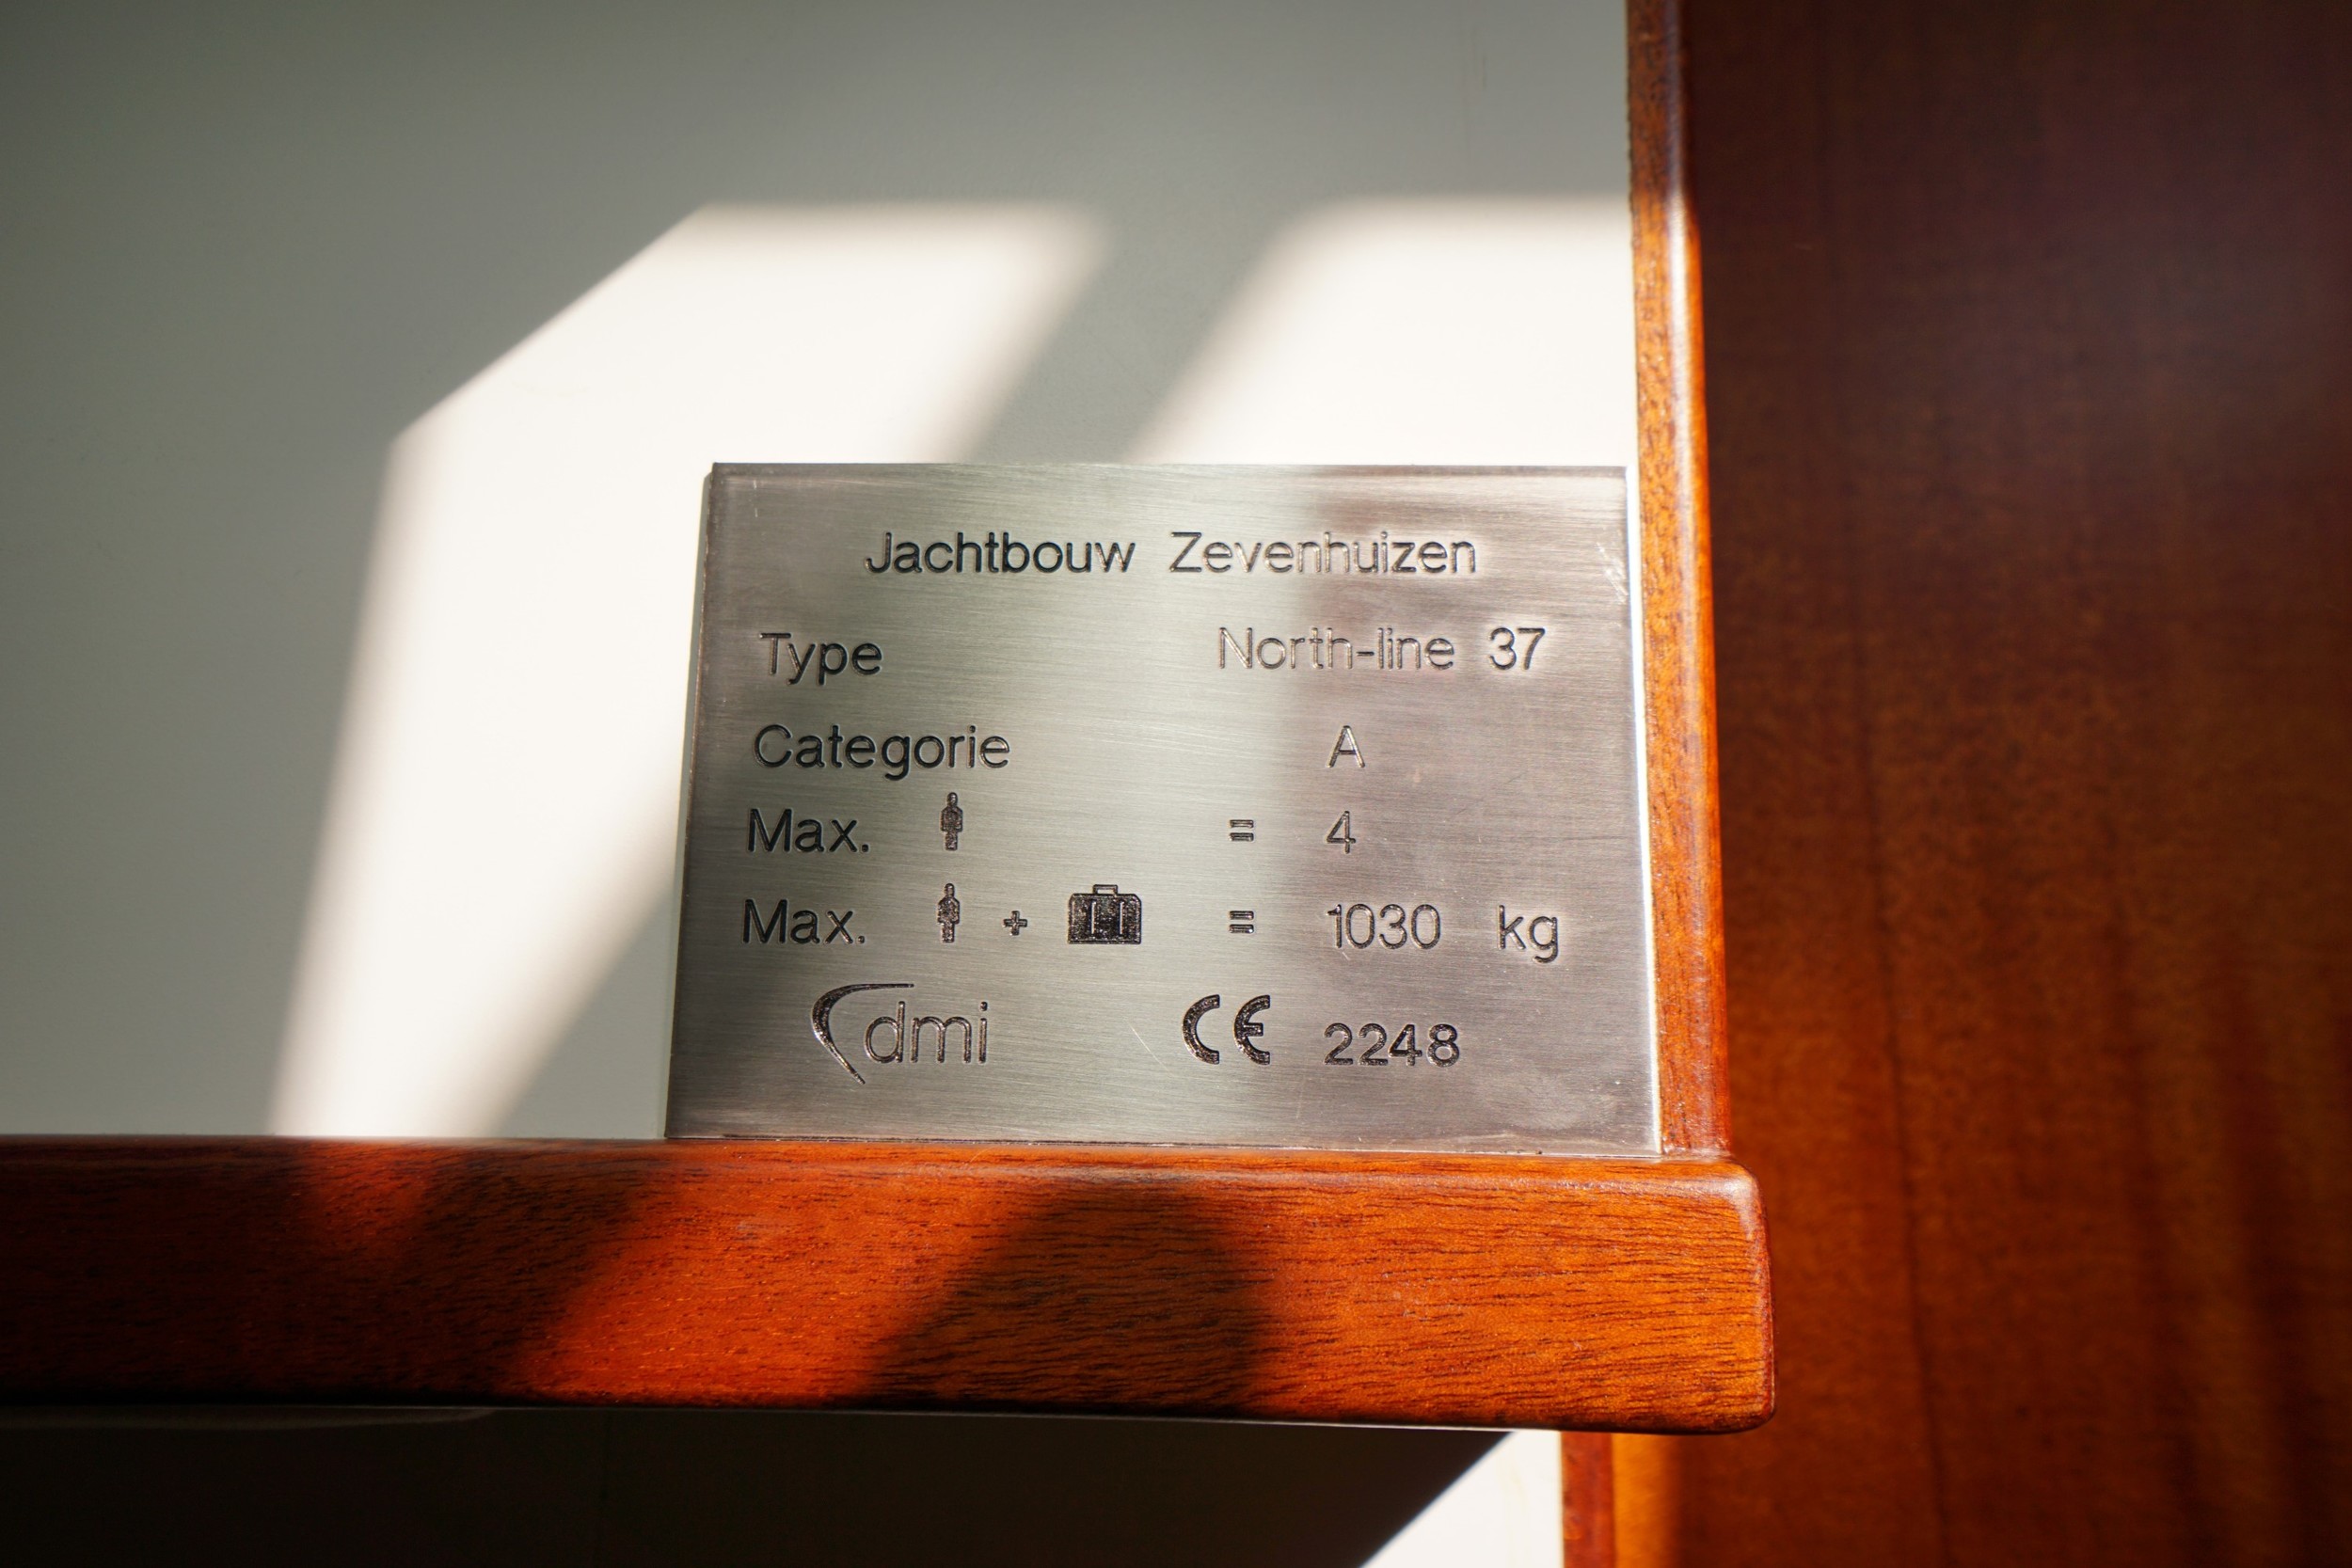 Jachtbouw Zevenhuizen
Type North-line 37
Categorie A
Max. = 4
Max. + = 1030 kg
dmi CE 2248